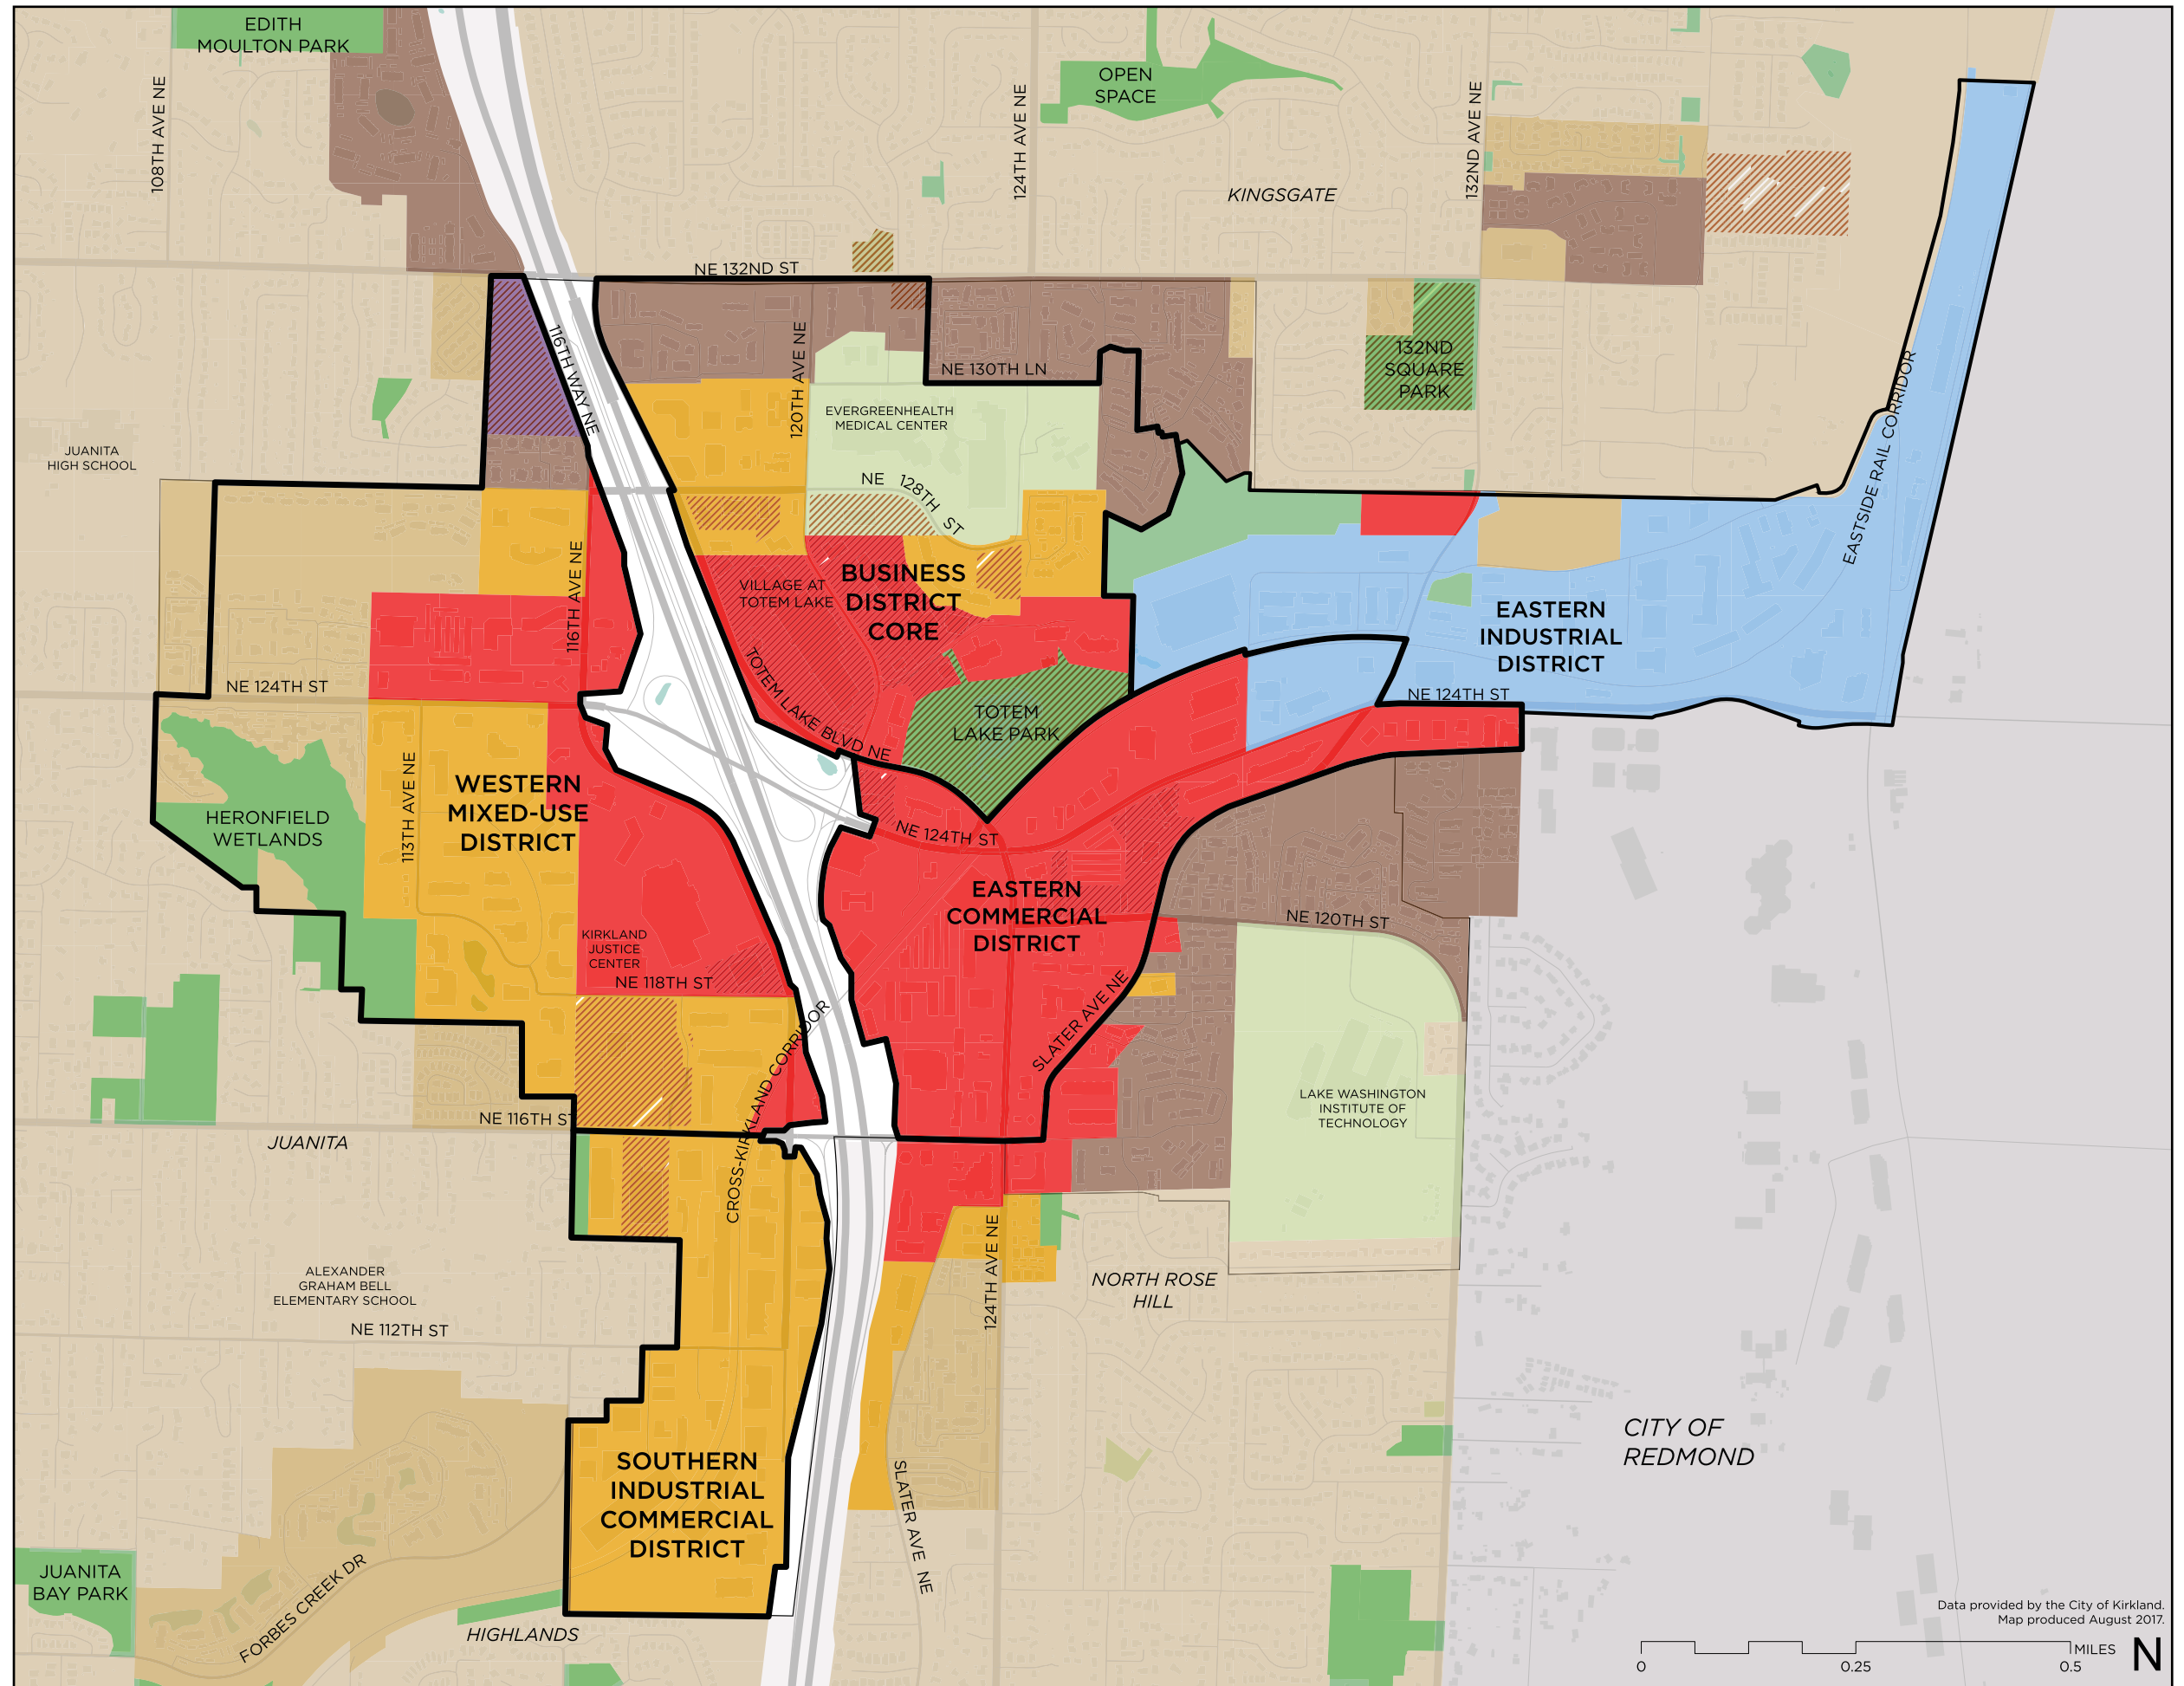 EDITH
MOULTON PARK
108TH AVE NE
OPEN
SPACE
124TH AVE NE
132ND AVE NE
KINGSGATE
NE 132ND ST
116TH WAY NE
120TH AVE NE
NE 130TH LN
132ND
SQUARE
PARK
EVERGREENHEALTH
MEDICAL CENTER
JUANITA
HIGH SCHOOL
NE 128TH ST
EASTSIDE RAIL CORRIDOR
116TH AVE NE
VILLAGE AT
TOTEM LAKE
BUSINESS
DISTRICT
CORE
EASTERN
INDUSTRIAL
DISTRICT
NE 124TH ST
NE 124TH ST
TOTEM LAKE BLVD NE
TOTEM
LAKE PARK
113TH AVE NE
WESTERN
MIXED-USE
DISTRICT
HERONFIELD
WETLANDS
NE 124TH ST
EASTERN
COMMERCIAL
DISTRICT
NE 120TH ST
KIRKLAND
JUSTICE
CENTER
NE 118TH ST
SLATER AVE NE
CROSS-KIRKLAND CORRIDOR
LAKE WASHINGTON
INSTITUTE OF
TECHNOLOGY
NE 116TH ST
JUANITA
ALEXANDER
GRAHAM BELL
ELEMENTARY SCHOOL
124TH AVE NE
NORTH ROSE
HILL
NE 112TH ST
CITY OF
REDMOND
SOUTHERN
INDUSTRIAL
COMMERCIAL
DISTRICT
SLATER AVE NE
JUANITA
BAY PARK
FORBES CREEK DR
HIGHLANDS
Data provided by the City of Kirkland.
Map produced August 2017.
MILES
N
0
0.25
0.5